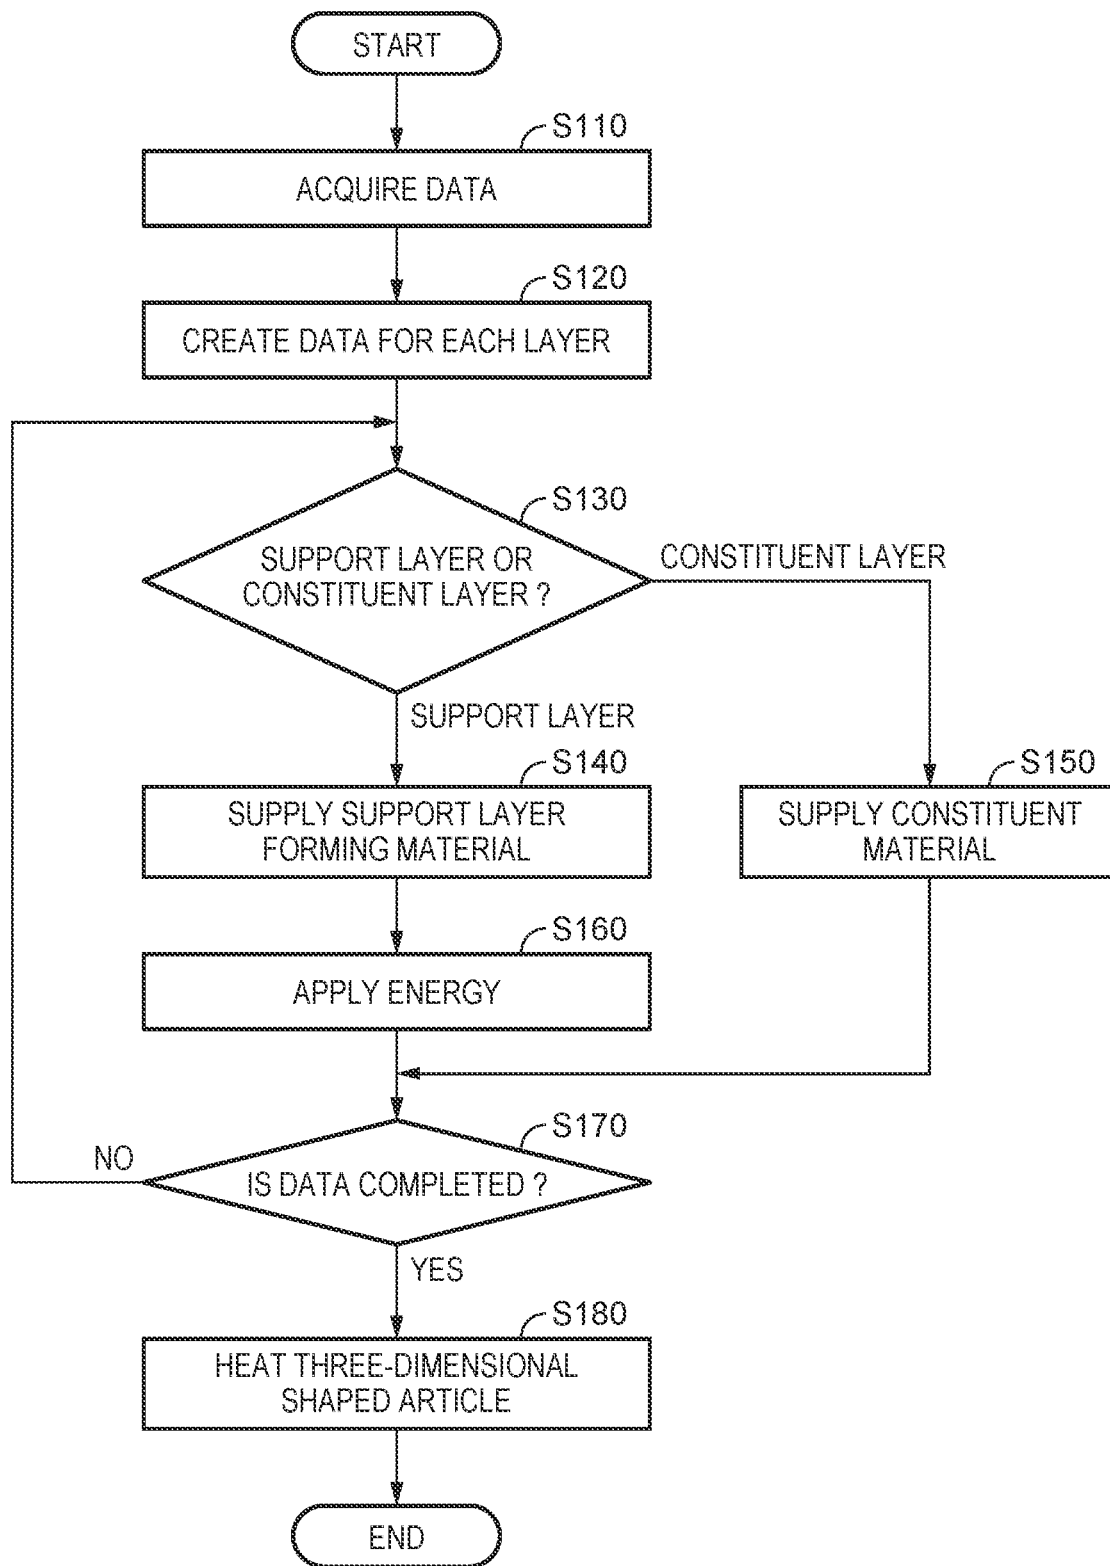 START
S110
ACQUIRE DATA
S120
CREATE DATA FOR EACH LAYER
S130
SUPPORT LAYER OR
CONSTITUENT LAYER ?
CONSTITUENT LAYER
SUPPORT LAYER
S140
SUPPLY SUPPORT LAYER
FORMING MATERIAL
S150
SUPPLY CONSTITUENT
MATERIAL
S160
APPLY ENERGY
S170
IS DATA COMPLETED ?
NO
YES
S180
HEAT THREE-DIMENSIONAL
SHAPED ARTICLE
END